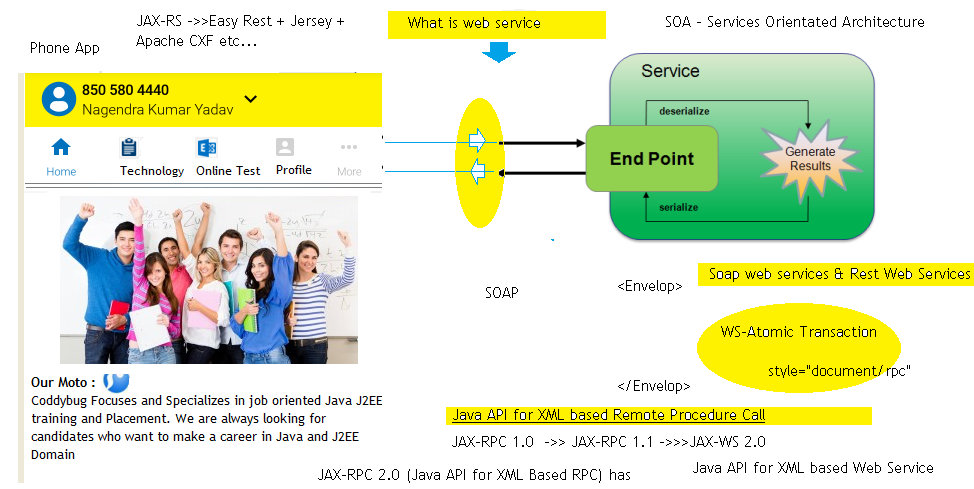 JAX-RS ->>Easy Rest + Jersey +
Apache CXF etc...
What is web service
SOA - Services Orientated Architecture
Phone App
850 580 4440
Nagendra Kumar Yadav
Home
Technology
Online Test
Profile
More
Service
deserialize
End Point
Generate
Results
serialize
SOAP
<Envelop>
</Envelop>
Soap web services & Rest Web Services
WS-Atomic Transaction
style="document/rpc"
Our Moto :
Coddybug Focuses and Specializes in job oriented Java J2EE
training and Placement. We are always looking for
candidates who want to make a career in Java and J2EE
Domain
Java API for XML based Remote Procedure Call
JAX-RPC 1.0 ->> JAX-RPC 1.1 ->>>JAX-WS 2.0
Java API for XML based Web Service
JAX-RPC 2.0 (Java API for XML Based RPC) has